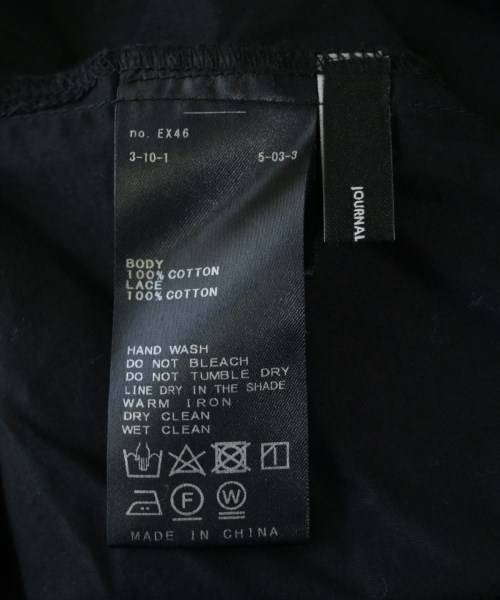 no. EX46
3-10-1 5-03-3
BODY
100% COTTON
LACE
100% COTTON
HAND WASH
DO NOT BLEACH
DO NOT TUMBLE DRY
LINE DRY IN THE SHADE
WARM IRON
DRY CLEAN
WET CLEAN
F W
MADE IN CHINA
JOURNAL